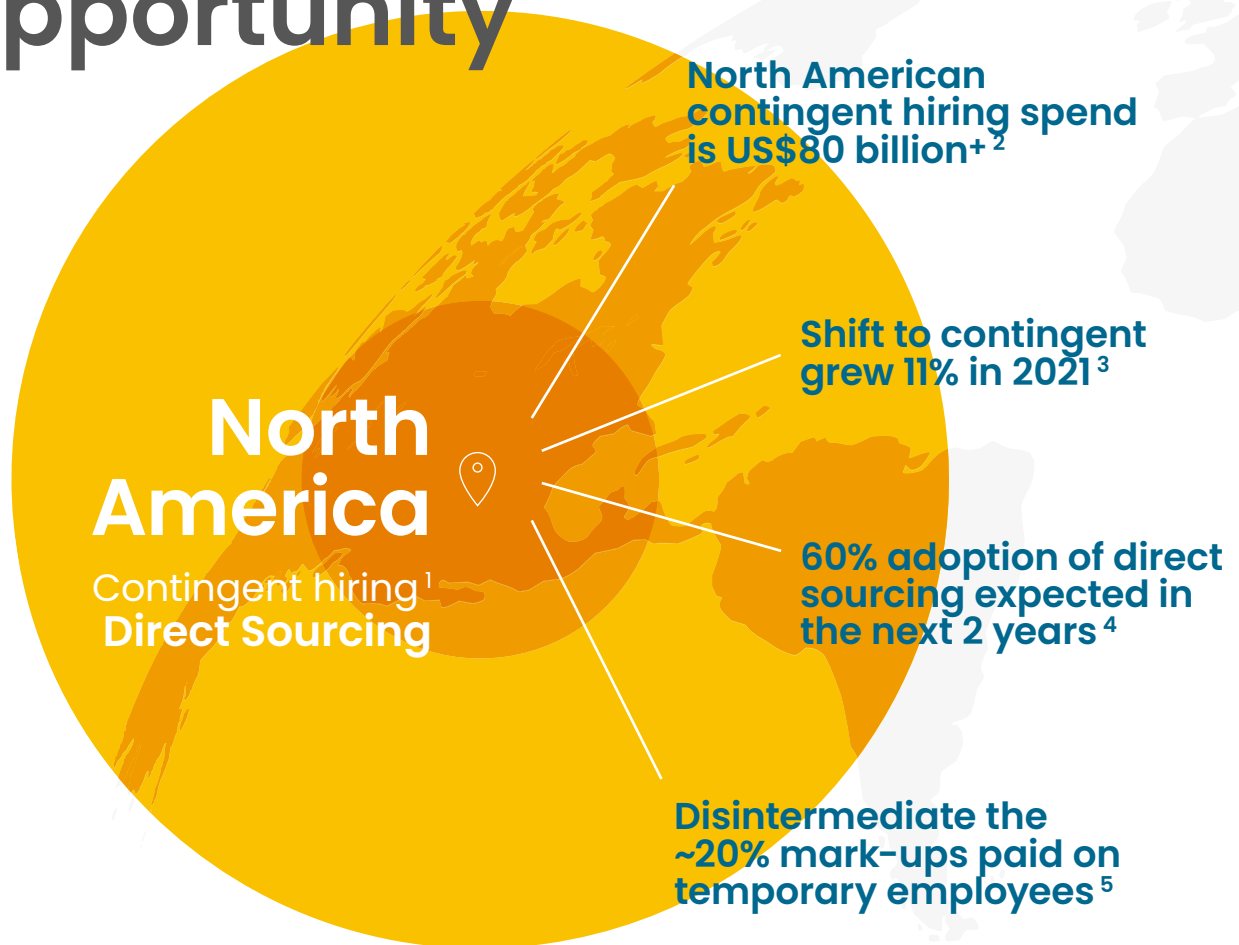 pportunity
North American
contingent hiring spend
is US$80 billion+ 2
Shift to contingent
grew 11% in 2021 3
North
America
Contingent hiring 1
Direct Sourcing
60% adoption of direct
sourcing expected in
the next 2 years 4
Disintermediate the
~20% mark-ups paid on
temporary employees 5